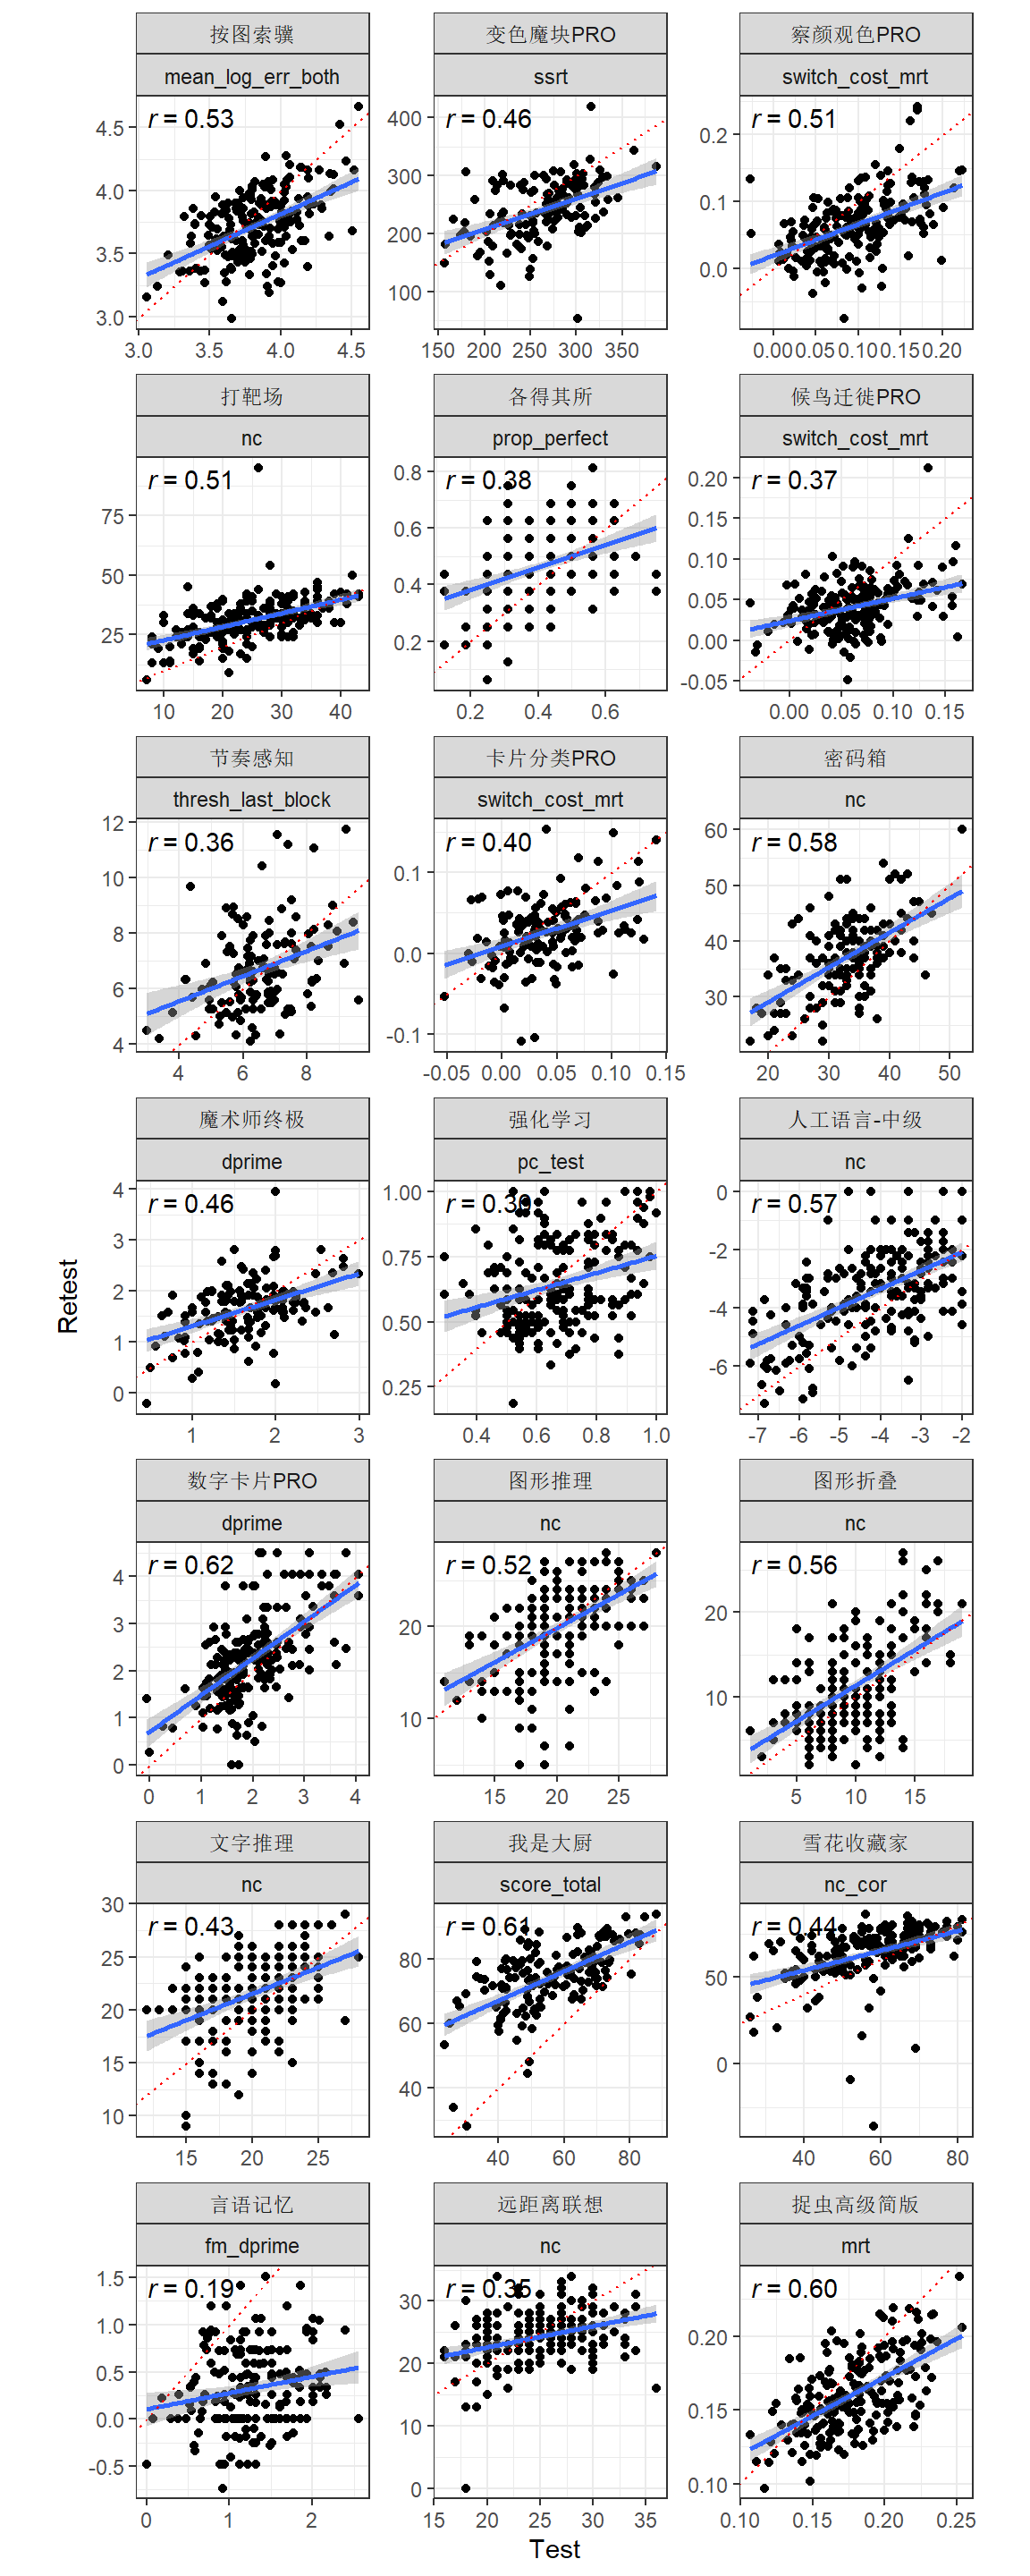 按图索骥 变色魔块PRO 察颜观色PRO
mean_log_err_both ssrt switch_cost_mrt
r = 0.53 r = 0.46 r = 0.51
4.5 4.0 3.5 3.0 400 300 200 100 0.2 0.1 0.0
3.0 3.5 4.0 4.5 150 200 250 300 350 0.00 0.05 0.10 0.15 0.20
打靶场 各得其所 候鸟迁徙PRO
nc prop_perfect switch_cost_mrt
r = 0.51 r = 0.38 r = 0.37
75 50 25 0.8 0.6 0.4 0.2 0.20 0.15 0.10 0.05 0.00 -0.05
10 20 30 40 0.2 0.4 0.6 0.00 0.05 0.10 0.15
节奏感知 卡片分类PRO 密码箱
thresh_last_block switch_cost_mrt nc
r = 0.36 r = 0.40 r = 0.58
12 10 8 6 4 0.1 0.0 -0.1 60 50 40 30
4 6 8 -0.05 0.00 0.05 0.10 0.15 20 30 40 50
魔术师终极 强化学习 人工语言-中级
dprime pc_test nc
r = 0.46 r = 0.57
4 3 2 1 0 1.00 0.75 0.50 0.25 0 -2 -4 -6
1 2 3 0.4 0.6 0.8 1.0 -7 -6 -5 -4 -3 -2
Retest
数字卡片PRO 图形推理 图形折叠
dprime nc nc
r = 0.62 r = 0.52 r = 0.56
4 3 2 1 0 20 10 20 10
0 1 2 3 4 15 20 25 5 10 15
文字推理 我是大厨 雪花收藏家
nc score_total nc_cor
r = 0.43 r = 0.61 r = 0.44
30 25 20 15 10 80 60 40 50 0
15 20 25 40 60 80 40 60 80
言语记忆 远距离联想 捉虫高级简版
fm_dprime nc mrt
r = 0.19 r = 0.35 r = 0.60
1.5 1.0 0.5 0.0 -0.5 30 20 10 0 0.20 0.15 0.10
0 1 2 15 20 25 30 35 0.10 0.15 0.20 0.25
Test